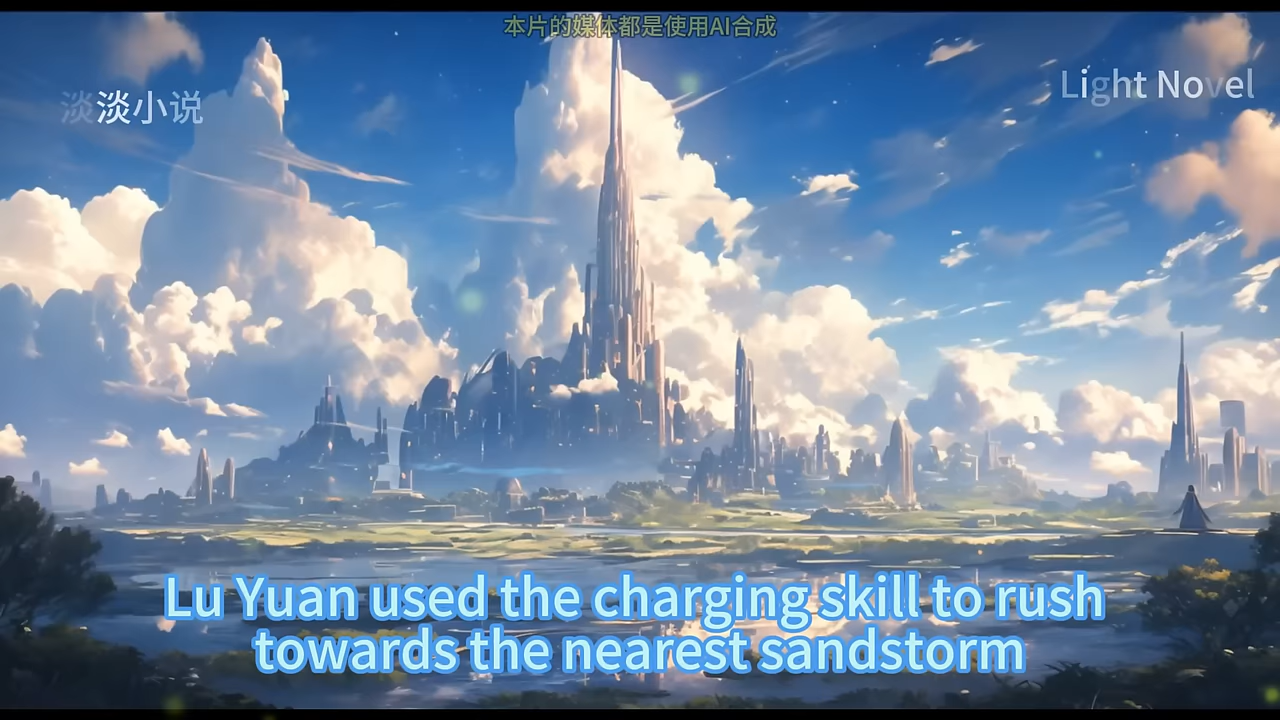 本片的媒体都是使用AI合成
淡淡小说
Light Novel
Lu Yuan used the charging skill to rush
towards the nearest sandstorm